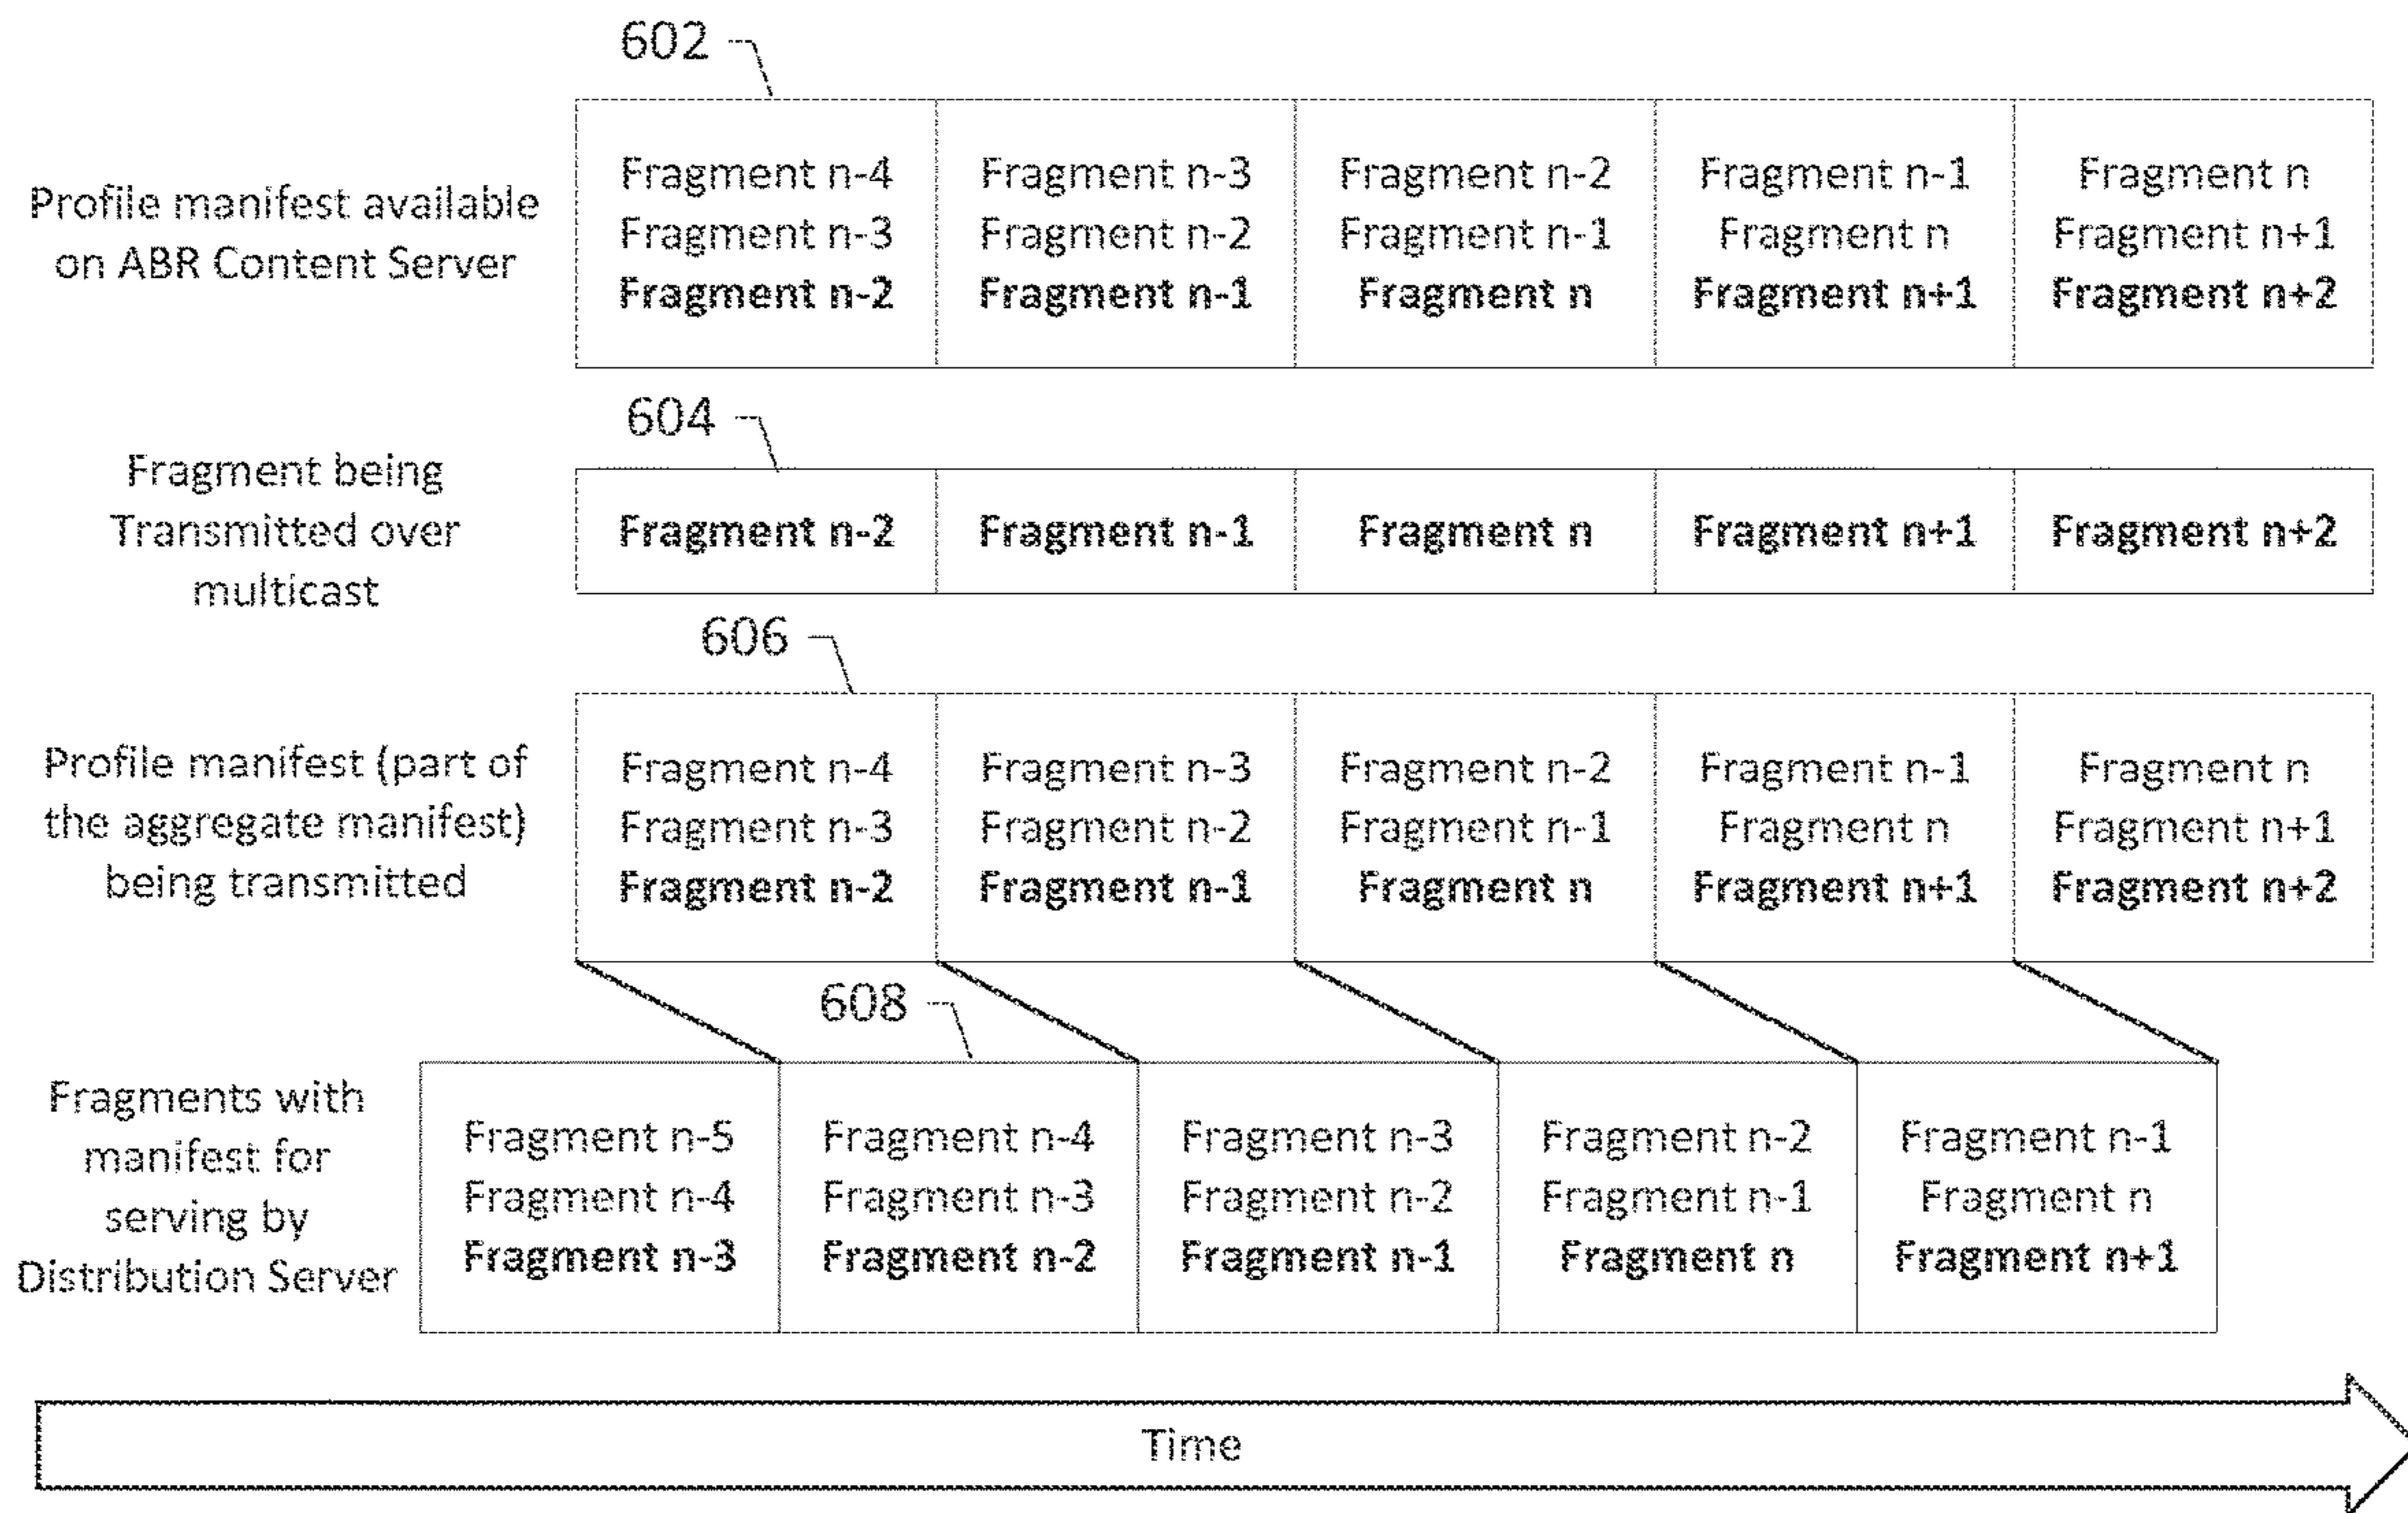 602
Profile manifest available
on ABR Content Server
Fragment n-4
Fragment n-3
Fragment n-2
Fragment n-3
Fragment n-2
Fragment n-1
Fragment n-2
Fragment n-1
Fragment n
Fragment n-1
Fragment n
Fragment n+1
Fragment n
Fragment n+1
Fragment n+2
604
Fragment being
Transmitted over
multicast
Fragment n-2
Fragment n-1
Fragment n
Fragment n+1
Fragment n+2
606
Profile manifest (part of
the aggregate manifest)
being transmitted
Fragment n-4
Fragment n-3
Fragment n-2
Fragment n-3
Fragment n-2
Fragment n-1
Fragment n-2
Fragment n-1
Fragment n
Fragment n-1
Fragment n
Fragment n+1
Fragment n
Fragment n+1
Fragment n+2
608
Fragments with
manifest for
serving by
Distribution Server
Fragment n-5
Fragment n-4
Fragment n-3
Fragment n-4
Fragment n-3
Fragment n-2
Fragment n-3
Fragment n-2
Fragment n-1
Fragment n-2
Fragment n-1
Fragment n
Fragment n-1
Fragment n
Fragment n+1
Time